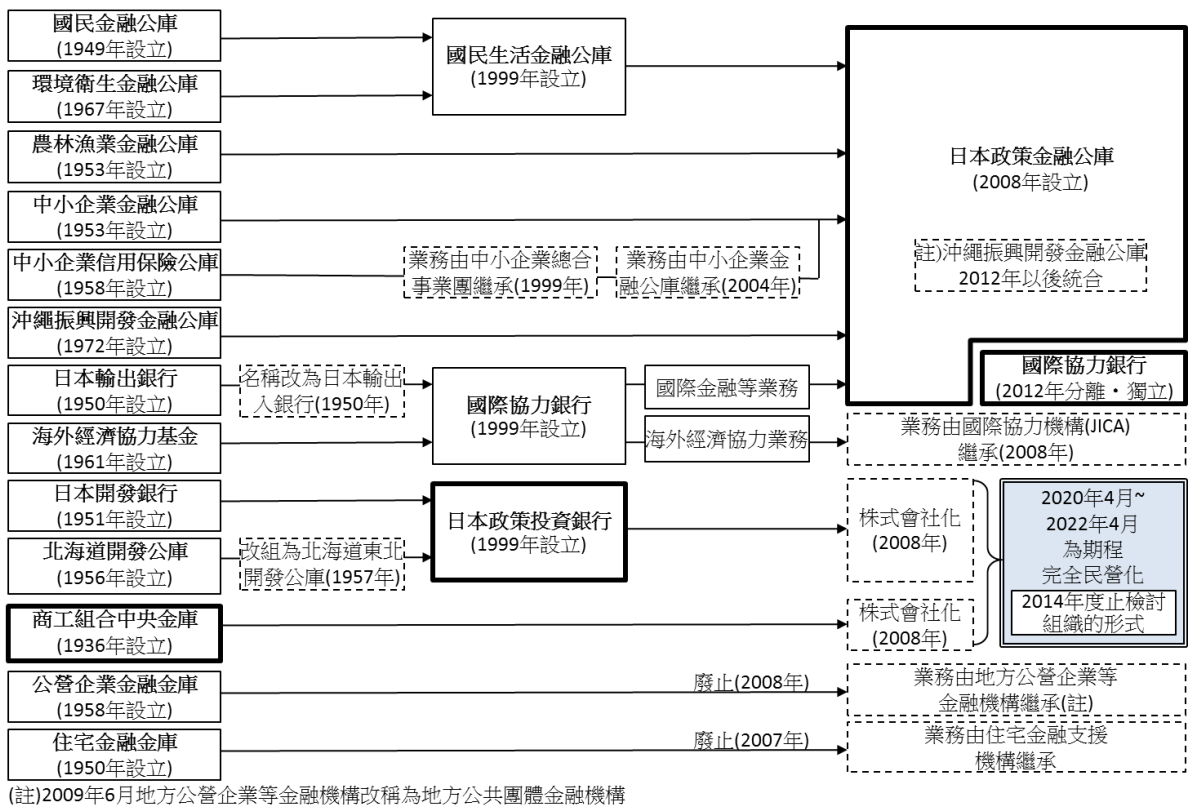 國民金融公庫
(1949年設立)
環境衛生金融公庫
(1967年設立)
國民生活金融公庫
(1999年設立)
農林漁業金融公庫
(1953年設立)
中小企業金融公庫
(1953年設立)
中小企業信用保險公庫
(1958年設立)
業務由中小企業總合
事業團繼承(1999年)
業務由中小企業金
融公庫繼承(2004年)
沖繩振興開發金融公庫
(1972年設立)
日本政策金融公庫
(2008年設立)
註)沖繩振興開發金融公庫
2012年以後統合
日本輸出銀行
(1950年設立)
名稱改為日本輸出
入銀行(1950年)
海外經濟協力基金
(1961年設立)
國際協力銀行
(1999年設立)
國際金融等業務
海外經濟協力業務
國際協力銀行
(2012年分離・獨立)
業務由國際協力機構(JICA)
繼承(2008年)
日本開發銀行
(1951年設立)
北海道開發公庫
(1956年設立)
改組為北海道東北
開發公庫(1957年)
日本政策投資銀行
(1999年設立)
株式會社化
(2008年)
商工組合中央金庫
(1936年設立)
株式會社化
(2008年)
2020年4月~
2022年4月
為期程
完全民營化
2014年度止檢討
組織的形式
公營企業金融金庫
(1958年設立)
廢止(2008年)
業務由地方公營企業等
金融機構繼承(註)
住宅金融金庫
(1950年設立)
廢止(2007年)
業務由住宅金融支援
機構繼承
(註)2009年6月地方公營企業等金融機構改稱為地方公共團體金融機構